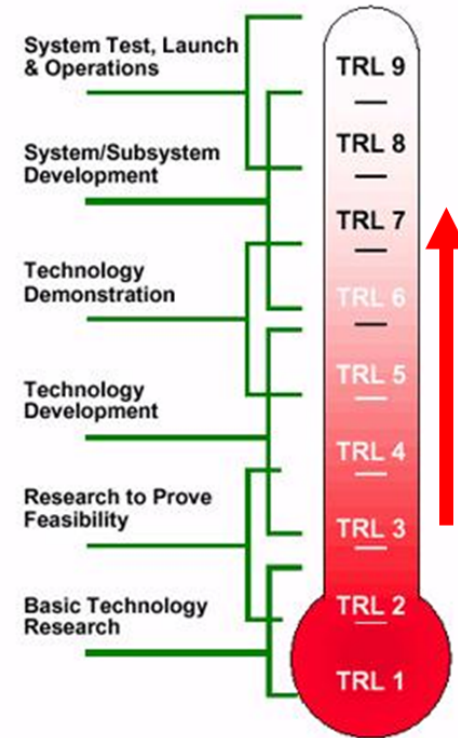 System Test, Launch
& Operations
System/Subsystem
Development
Technology
Demonstration
Technology
Development
Research to Prove
Feasibility
Basic Technology
Research
TRL 9
TRL 8
TRL 7
TRL 6
TRL 5
TRL 4
TRL 3
TRL 2
TRL 1